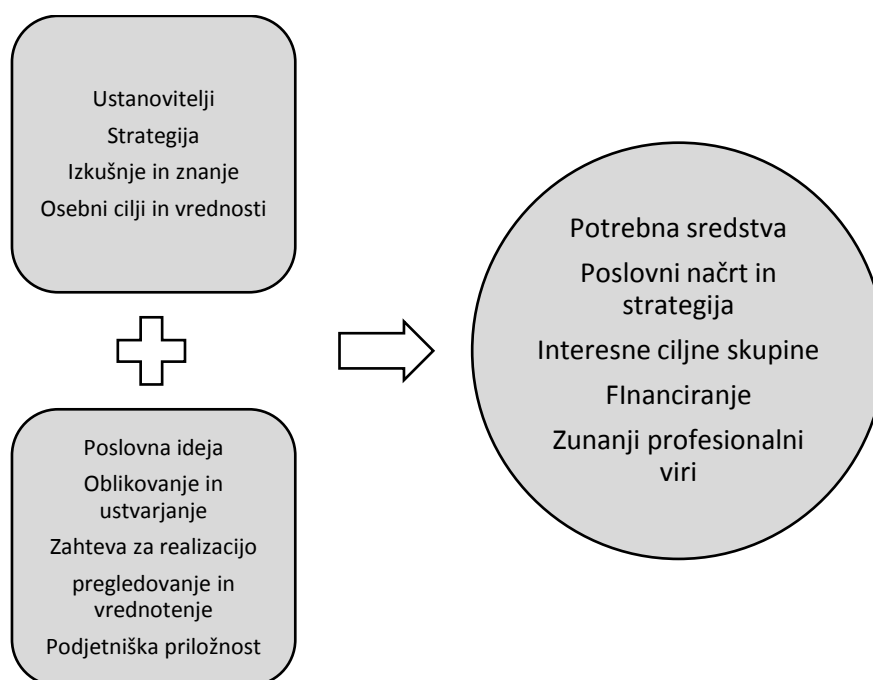 Ustanovitelji
Strategija
Izkušnje in znanje
Osebni cilji in vrednosti
Poslovna ideja
Oblikovanje in
ustvarjanje
Zahteva za realizacijo
pregledovanje in
vrednotenje
Podjetniška priložnost
Potrebna sredstva
Poslovni načrt in
strategija
Interesne ciljne skupine
FInanciranje
Zunanji profesionalni
viri